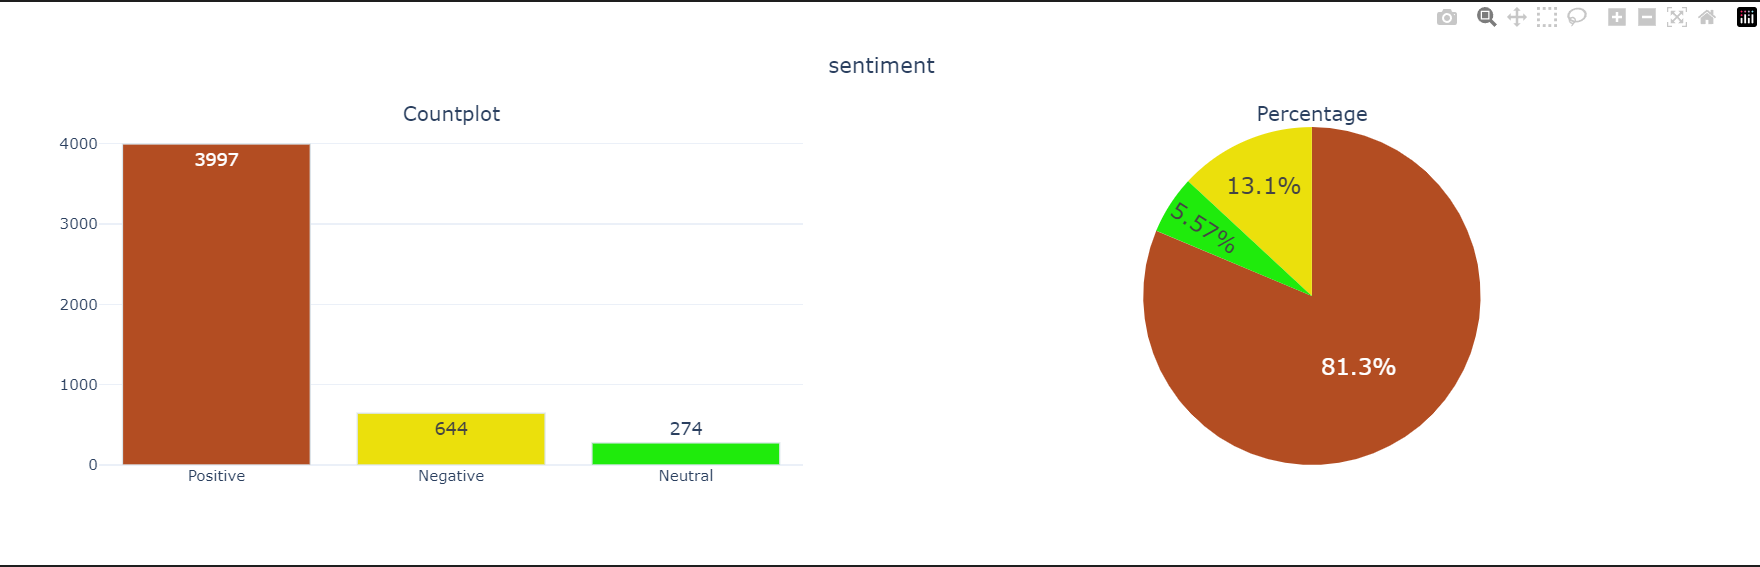 sentiment
Countplot
4000
3000
2000
1000
0
3997
644
274
Positive
Negative
Neutral
Percentage
13.1%
5.57%
81.3%